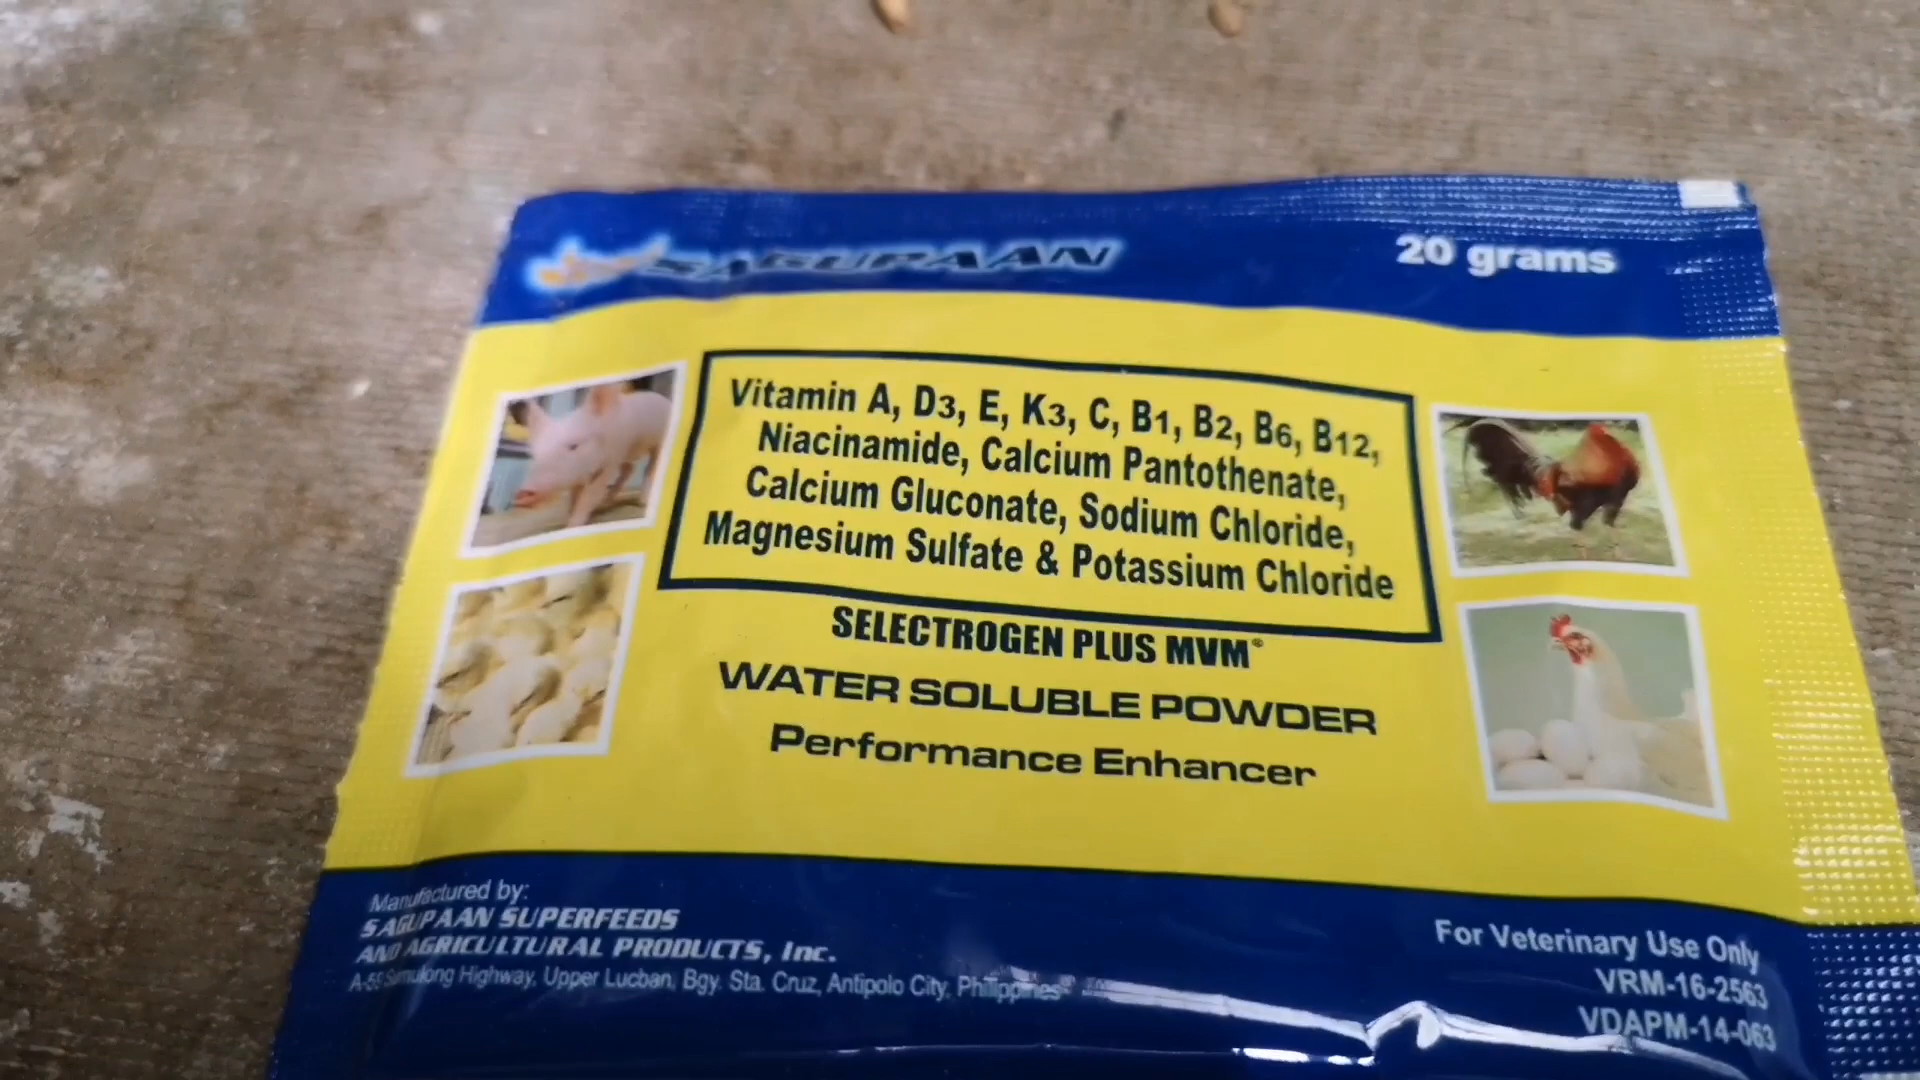 SAGUPAAN
20 grams
Vitamin A, D3, E, K3, C, B1, B2, B6, B12,
Niacinamide, Calcium Pantothenate,
Calcium Gluconate, Sodium Chloride,
Magnesium Sulfate & Potassium Chloride
SELECTROGEN PLUS MVM®
WATER SOLUBLE POWDER
Performance Enhancer
Manufactured by:
SAGUPAAN SUPERFEEDS
AND AGRICULTURAL PRODUCTS, Inc.
Sumulong Highway, Upper Lucban, Bgy. Sta. Cruz, Antipolo City, Philippines
For Veterinary Use Only
VRM-16-2563
VDAPM-14-063